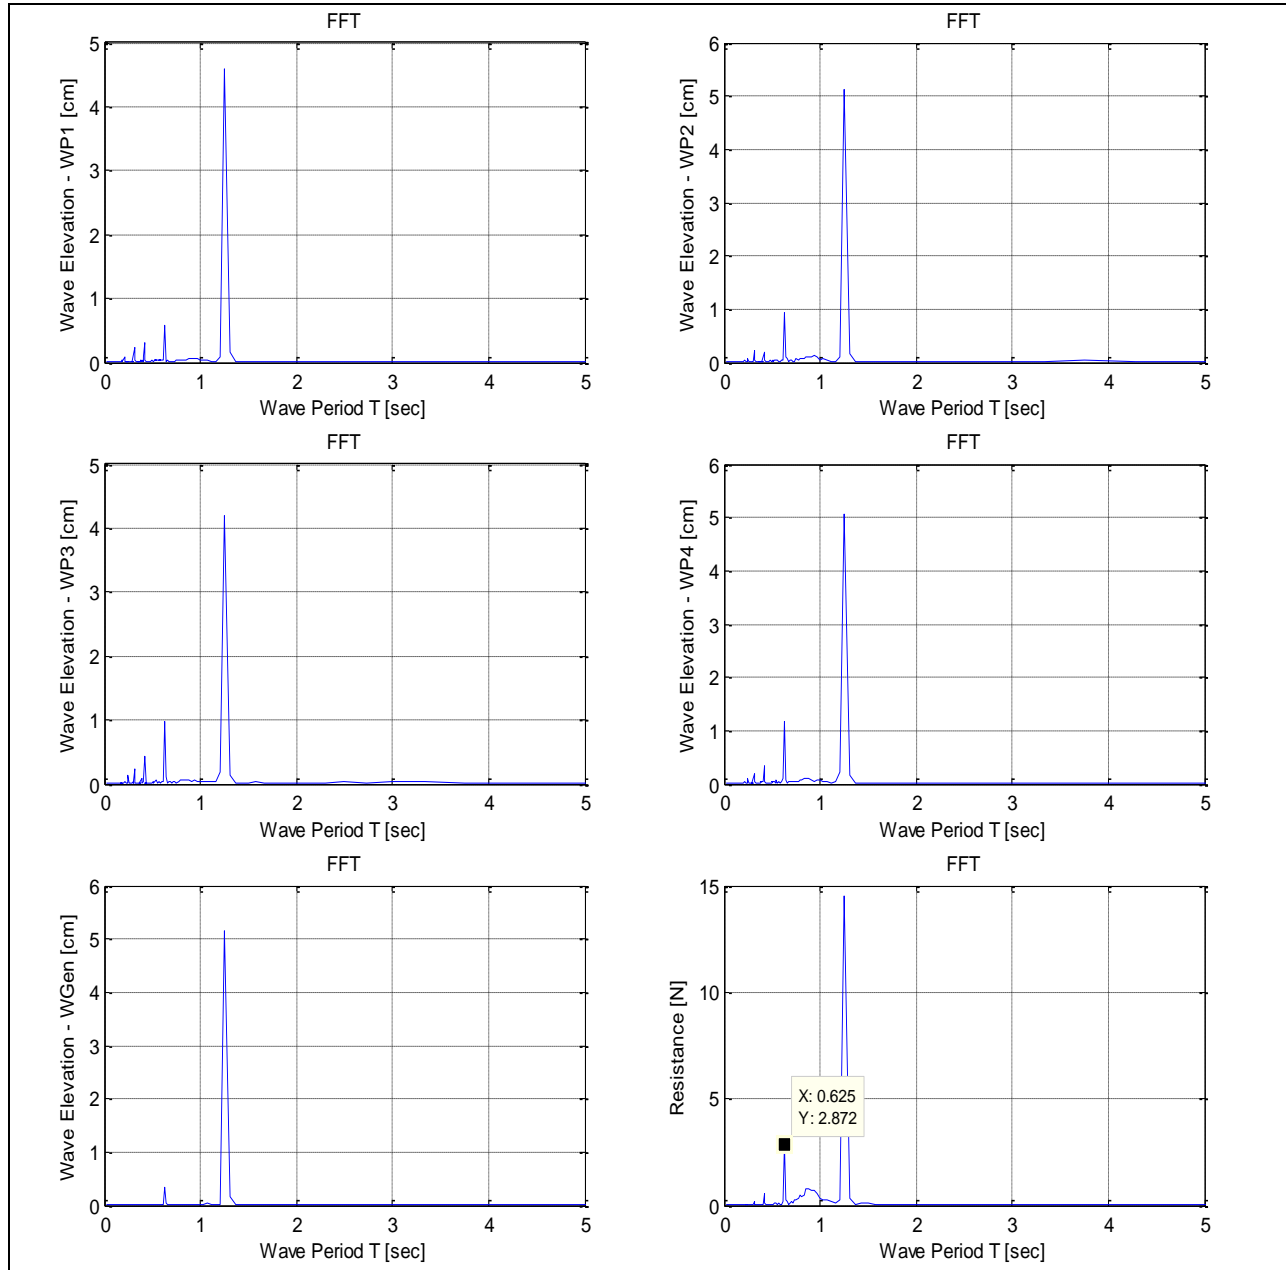 FFT
Wave Elevation - WP1 [cm]
5
4
3
2
1
0
0 1 2 3 4 5
Wave Period T [sec]
FFT
Wave Elevation - WP2 [cm]
6
5
4
3
2
1
0
0 1 2 3 4 5
Wave Period T [sec]
FFT
Wave Elevation - WP3 [cm]
5
4
3
2
1
0
0 1 2 3 4 5
Wave Period T [sec]
FFT
Wave Elevation - WP4 [cm]
6
5
4
3
2
1
0
0 1 2 3 4 5
Wave Period T [sec]
FFT
Wave Elevation - WGen [cm]
6
5
4
3
2
1
0
0 1 2 3 4 5
Wave Period T [sec]
FFT
Resistance [N]
15
10
5
0
X: 0.625
Y: 2.872
0 1 2 3 4 5
Wave Period T [sec]